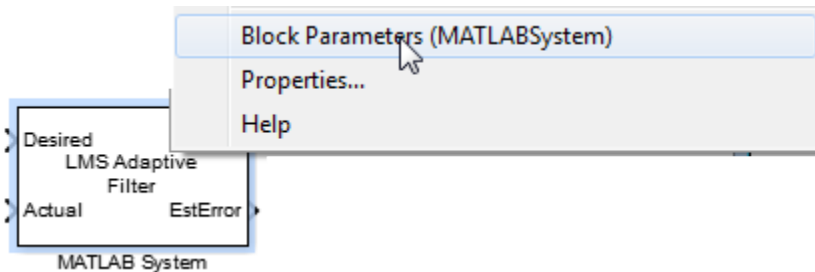 Block Parameters (MATLABSystem)
Properties...
Help
Desired
LMS Adaptive
Filter
Actual EstError
MATLAB System